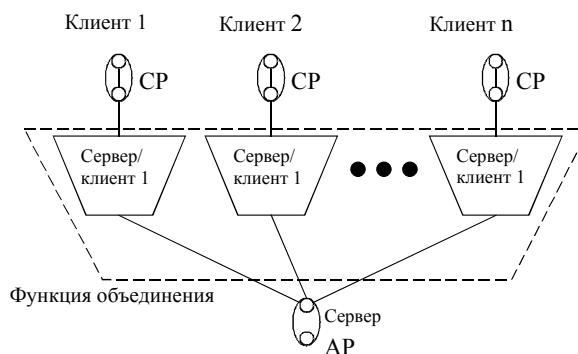 Клиент 1
Клиент 2
Клиент n
CP
CP
CP
Сервер/
клиент 1
Сервер/
клиент 1
Сервер/
клиент 1
Функция объединения
Сервер
AP